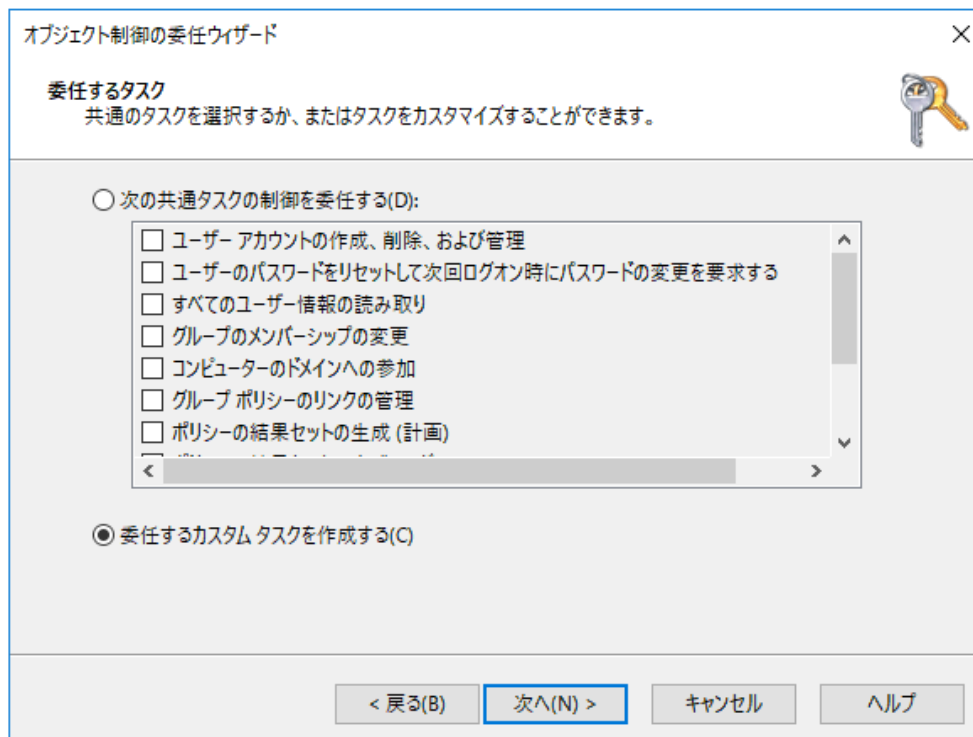 オブジェクト制御の委任ウィザード
委任するタスク
共通のタスクを選択するか、またはタスクをカスタマイズすることができます。
次の共通タスクの制御を委任する(D):
ユーザー アカウントの作成、削除、および管理
ユーザーのパスワードをリセットして次回ログオン時にパスワードの変更を要求する
すべてのユーザー情報の読み取り
グループのメンバーシップの変更
コンピューターのドメインへの参加
グループ ポリシーのリンクの管理
ポリシーの結果セットの生成 (計画)
委任するカスタム タスクを作成する(C)
< 戻る(B) 次へ(N) > キャンセル ヘルプ